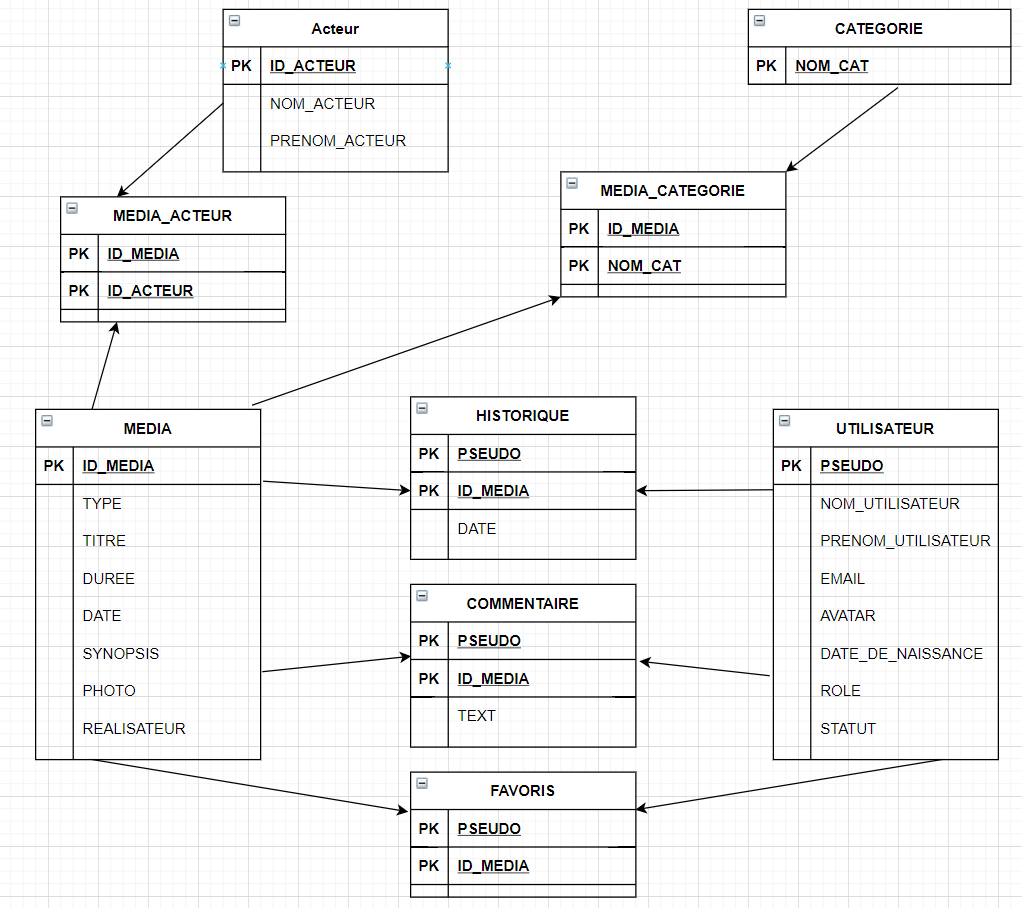 Acteur
PK ID_ACTEUR
NOM_ACTEUR
PRENOM_ACTEUR
CATEGORIE
PK NOM_CAT
MEDIA_ACTEUR
PK ID_MEDIA
PK ID_ACTEUR
MEDIA_CATEGORIE
PK ID_MEDIA
PK NOM_CAT
MEDIA
PK ID_MEDIA
TYPE
TITRE
DUREE
DATE
SYNOPSIS
PHOTO
REALISATEUR
HISTORIQUE
PK PSEUDO
PK ID_MEDIA
DATE
COMMENTAIRE
PK PSEUDO
PK ID_MEDIA
TEXT
FAVORIS
PK PSEUDO
PK ID_MEDIA
UTILISATEUR
PK PSEUDO
NOM_UTILISATEUR
PRENOM_UTILISATEUR
EMAIL
AVATAR
DATE_DE_NAISSANCE
ROLE
STATUT